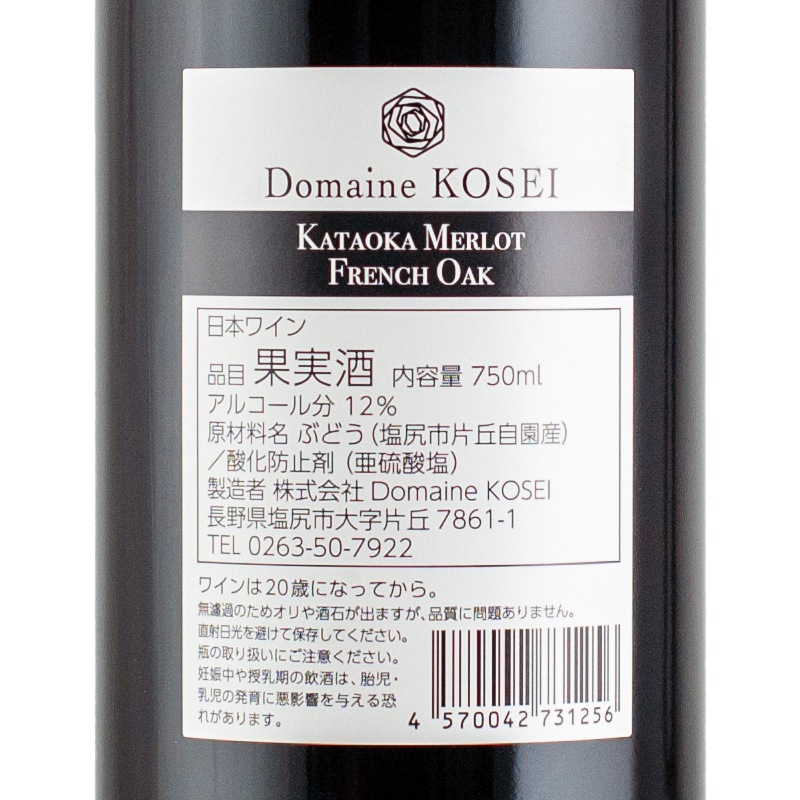 Domaine KOSEI
KATAOKA MERLOT
FRENCH OAK
日本ワイン
品目 果実酒 内容量 750ml
アルコール分 12%
原材料名 ぶどう(塩尻市片丘自園産)
/酸化防止剤(亜硫酸塩)
製造者 株式会社 Domaine KOSEI
長野県塩尻市大字片丘 7861-1
TEL 0263-50-7922
ワインは20歳になってから。
無濾過のためオリや酒石が出ますが、品質に問題ありません。
直射日光を避けて保存してください。
瓶の取り扱いにご注意ください。
妊娠中や授乳期の飲酒は、胎児・
乳児の発育に悪影響を与える恐
れがあります。
4 570042 731256